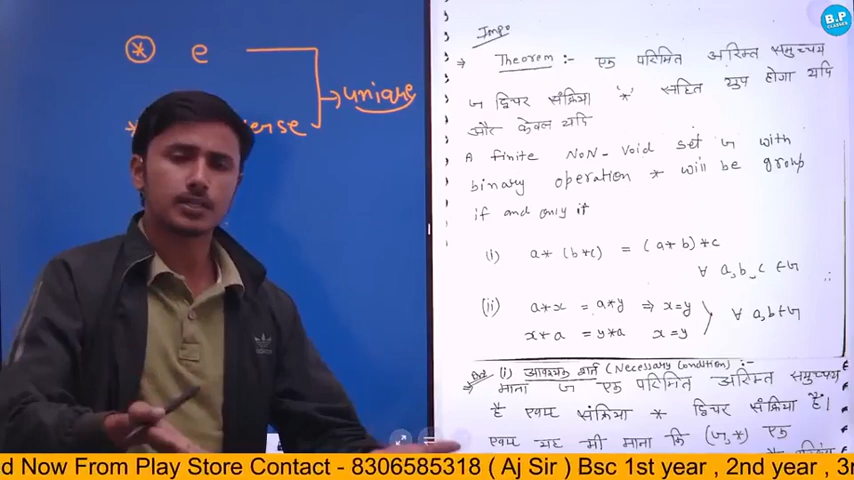 * e
unique
*
erse
B.P
CLASSES
Impo
⇒ Theorem :- एक परिमित अरिक्त समुच्चय
G द्विचर संक्रिया '*' सहित ग्रुप होगा यदि
और केवल यदि
A finite NoN-Void set G with
binary operation * will be group
if and only if
(i) a* (b*c) = (a*b)*c
∀ a,b,c ∈ G
(ii) a*x = a*y ⇒ x=y
x*a = y*a x=y
∀ a,b ∈ G
(i) आवश्यक शर्त (Necessary Condition) :-
⇒ माना G एक परिमित अरिक्त समुच्चय
है एवम संक्रिया * द्विचर संक्रिया है।
एवम यह भी माना कि (G,*) एक
d Now From Play Store Contact - 8306585318 ( Aj Sir ) Bsc 1st year , 2nd year , 3r